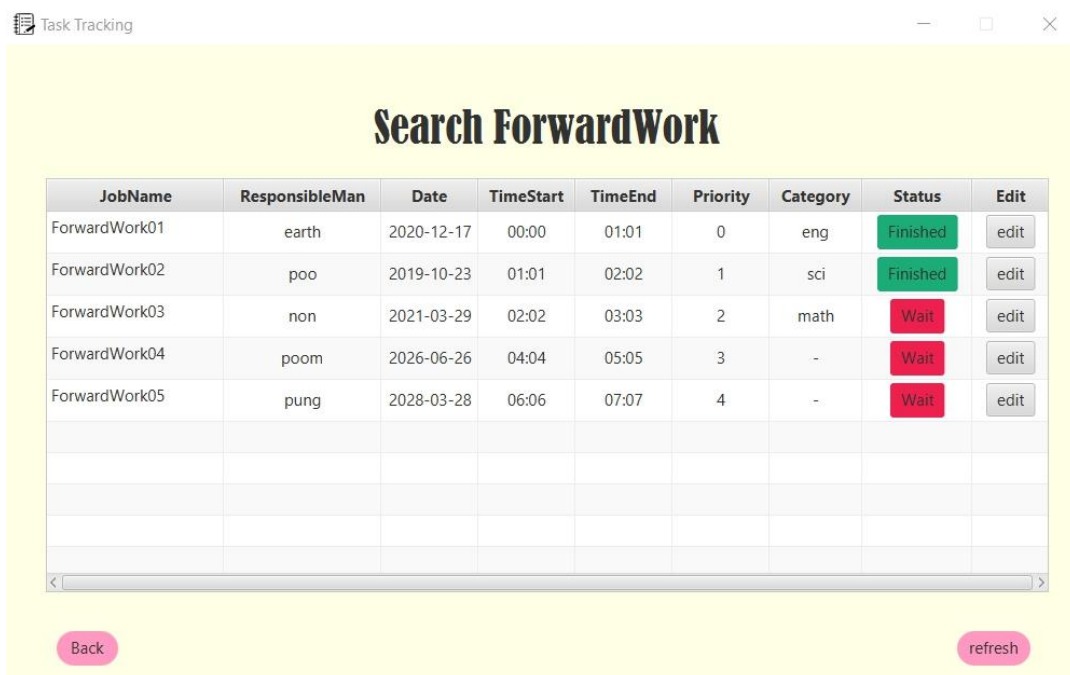 Task Tracking
Search ForwardWork
JobName ResponsibleMan Date TimeStart TimeEnd Priority Category Status Edit
ForwardWork01 earth 2020-12-17 00:00 01:01 0 eng Finished edit
ForwardWork02 poo 2019-10-23 01:01 02:02 1 sci Finished edit
ForwardWork03 non 2021-03-29 02:02 03:03 2 math Wait edit
ForwardWork04 poom 2026-06-26 04:04 05:05 3 - Wait edit
ForwardWork05 pung 2028-03-28 06:06 07:07 4 - Wait edit
Back refresh